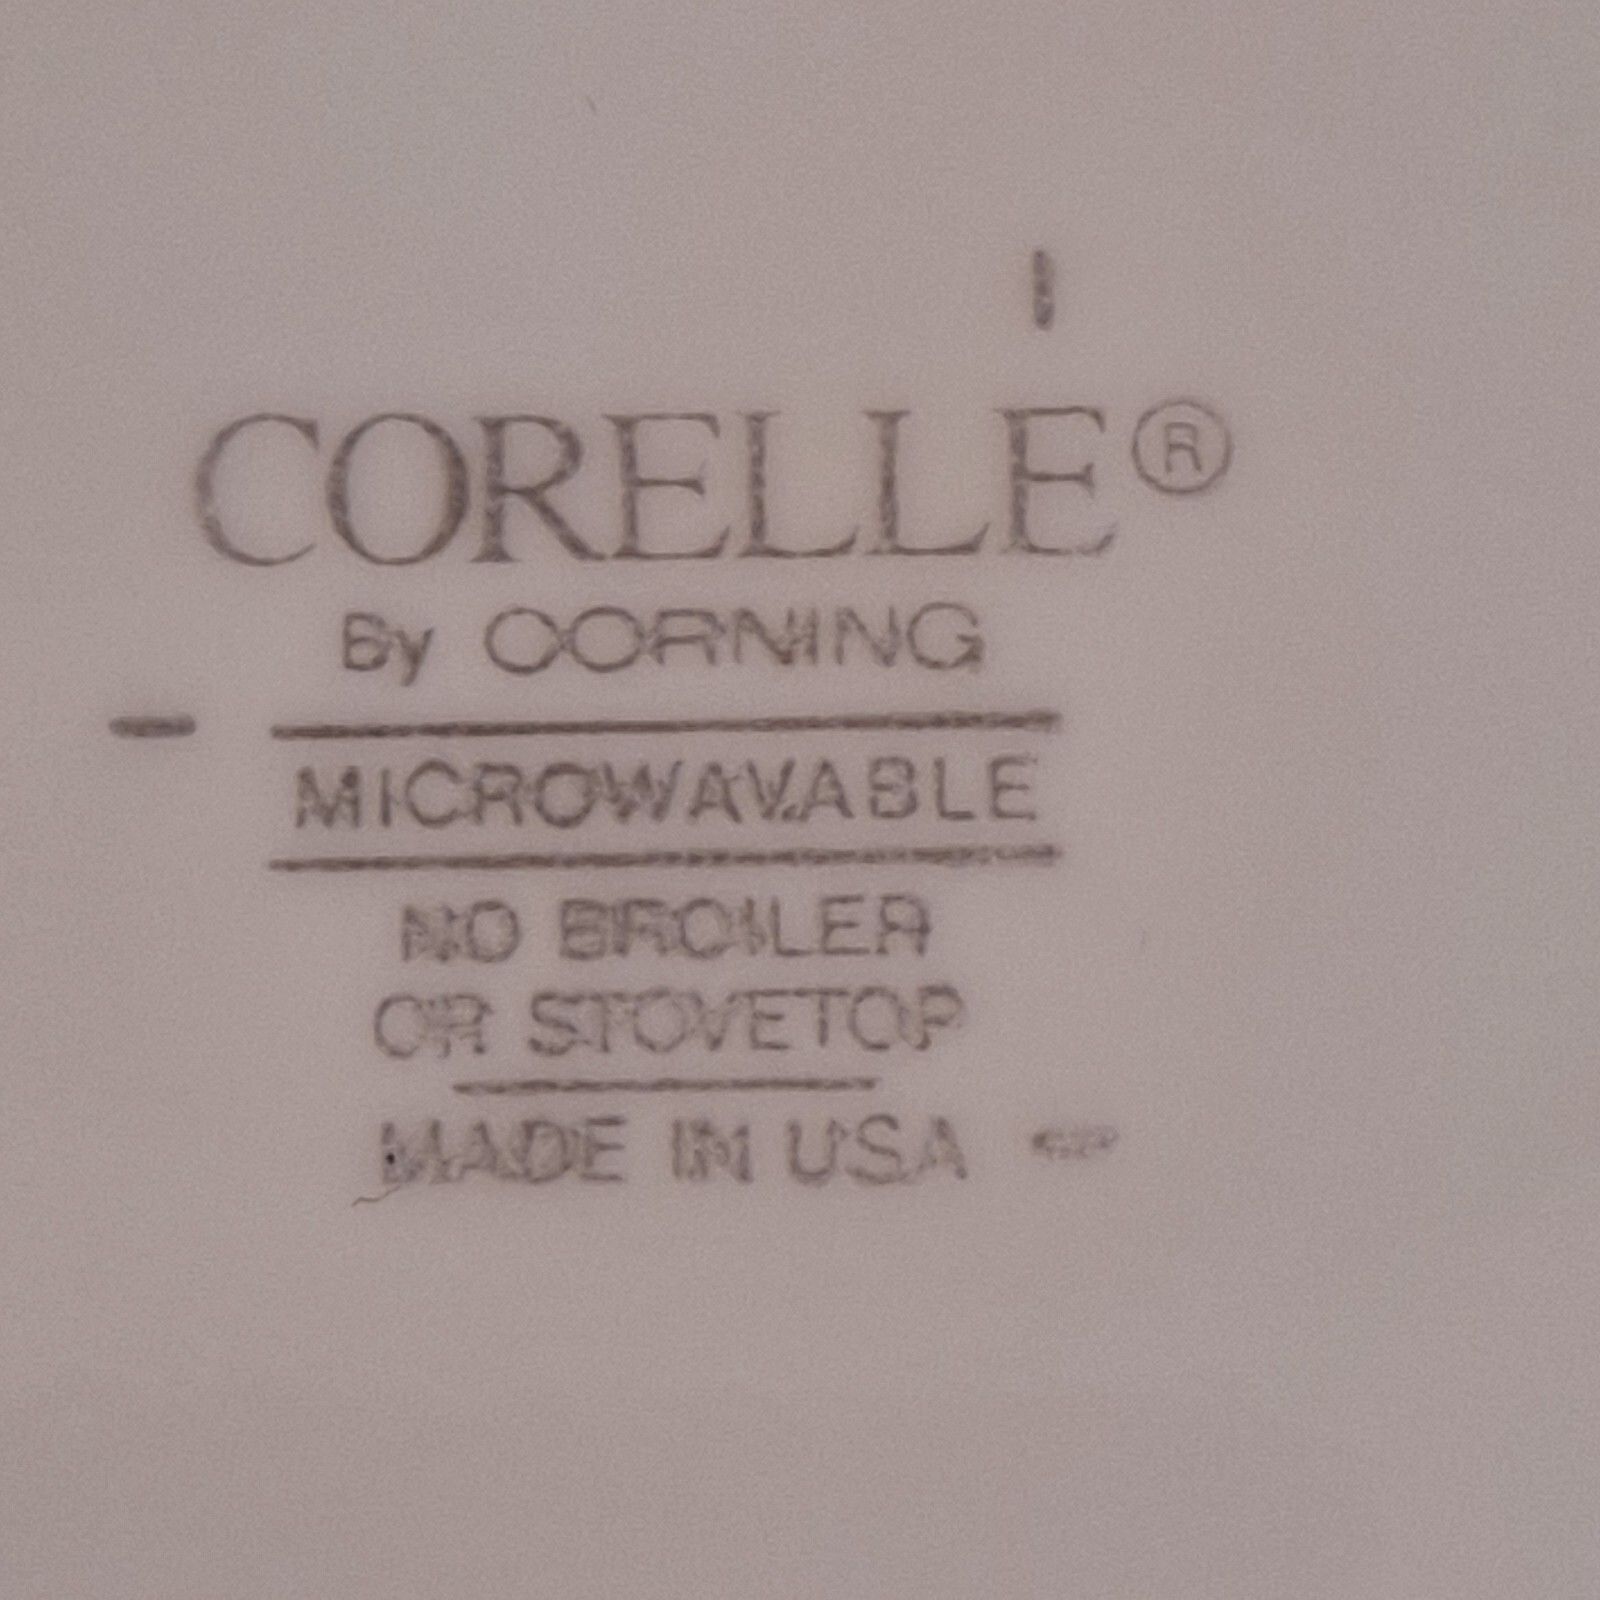 CORELLE®
By CORNING
MICROWAVABLE
NO BROILER
OR STOVETOP
MADE IN USA